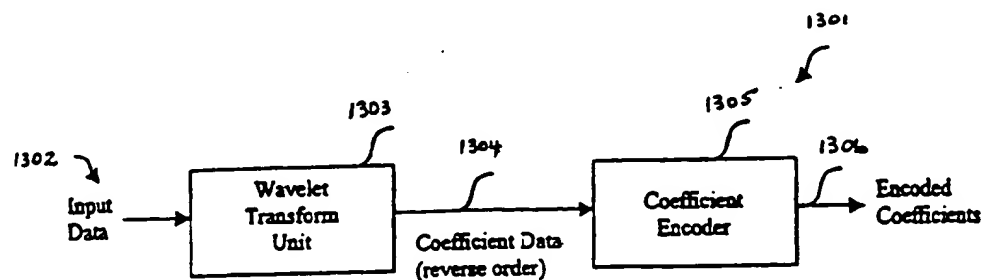 1301
1303
1305
1302
1304
1306
Input
Data
Wavelet
Transform
Unit
Coefficient Data
(reverse order)
Coefficient
Encoder
Encoded
Coefficients